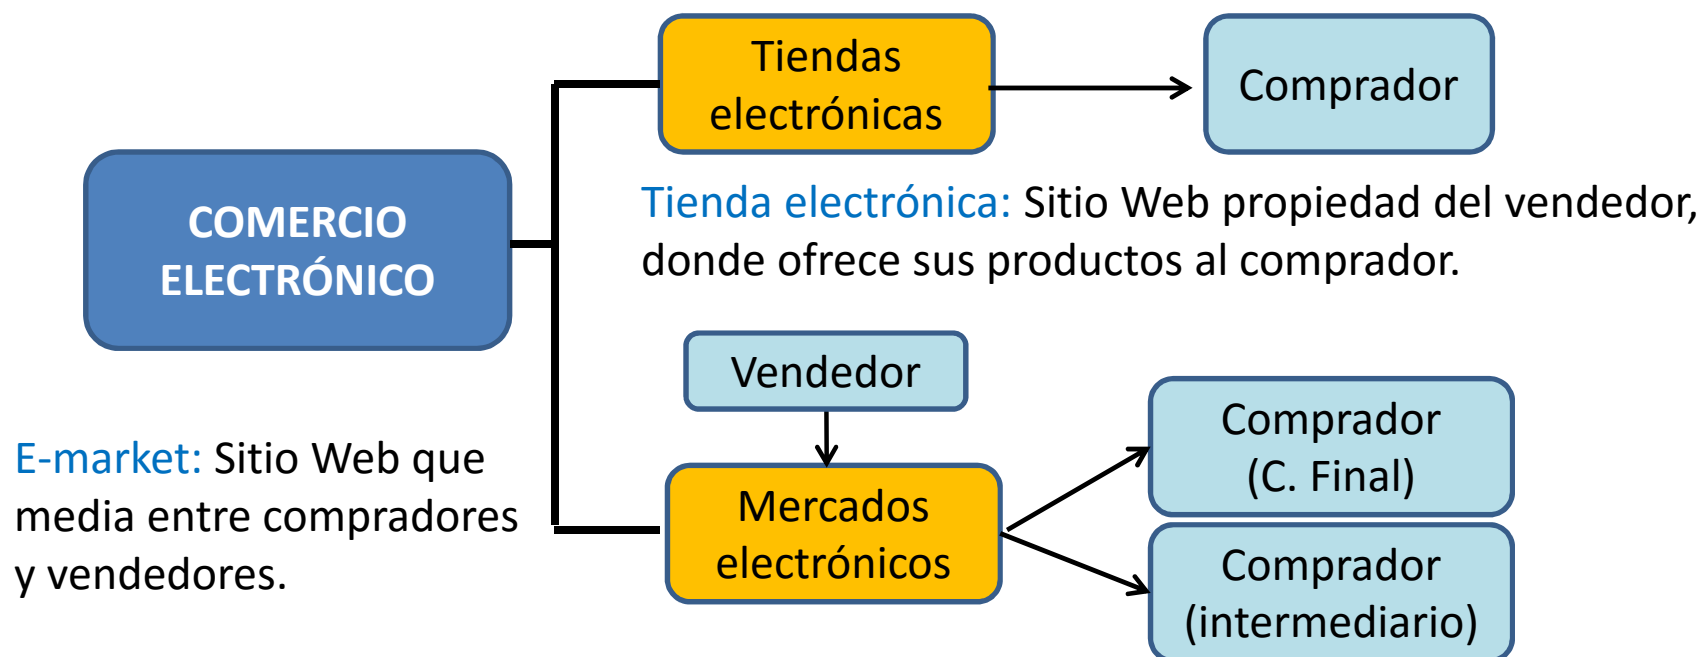 Tiendas
electrónicas
Comprador
COMERCIO
ELECTRÓNICO
Tienda electrónica: Sitio Web propiedad del vendedor,
donde ofrece sus productos al comprador.
Vendedor
E-market: Sitio Web que
media entre compradores
y vendedores.
Mercados
electrónicos
Comprador
(C. Final)
Comprador
(intermediario)